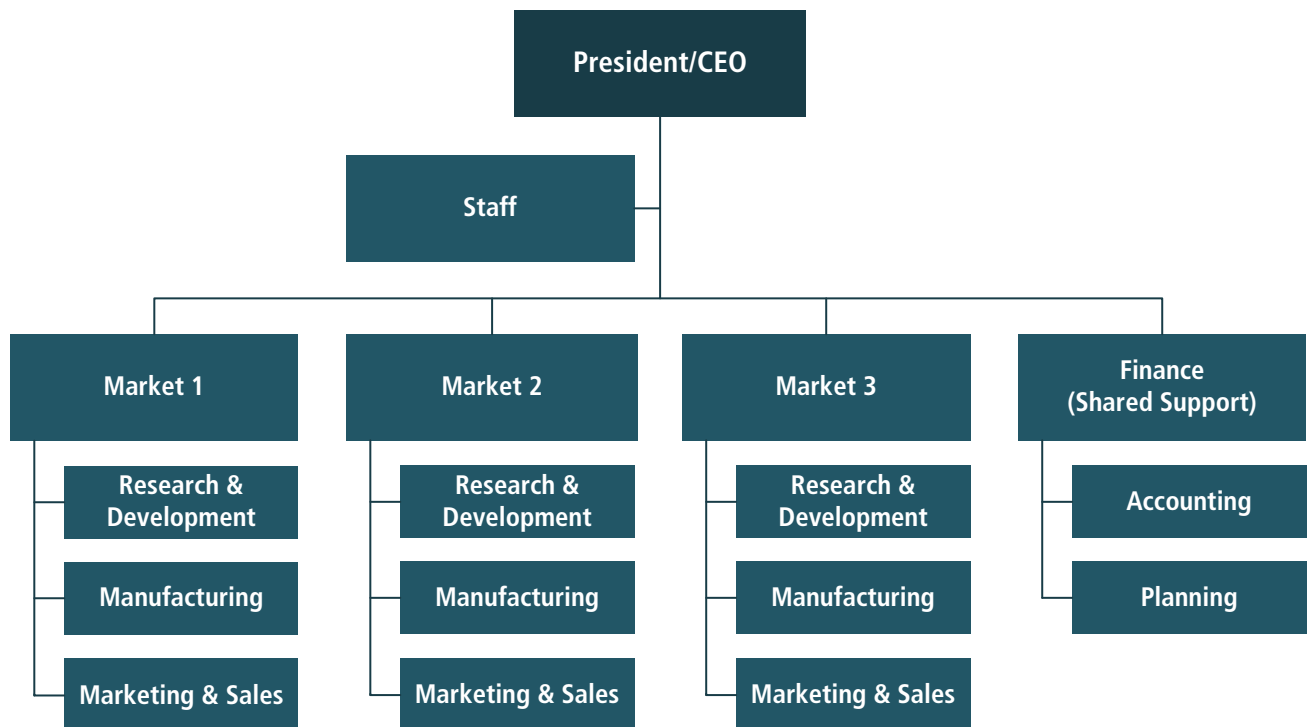 President/CEO
Staff
Market 1
Market 2
Market 3
Finance
(Shared Support)
Research &
Development
Research &
Development
Research &
Development
Accounting
Manufacturing
Manufacturing
Manufacturing
Planning
Marketing & Sales
Marketing & Sales
Marketing & Sales